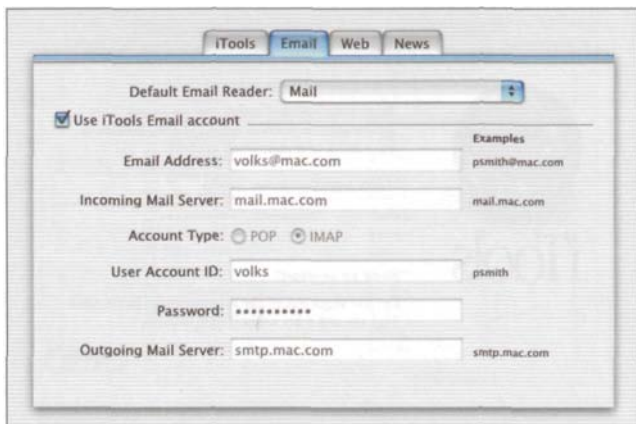 iTools Email Web News
Default Email Reader: Mail
Use iTools Email account
Examples
Email Address: volks@mac.com psmith@mac.com
Incoming Mail Server: mail.mac.com mail.mac.com
Account Type: POP IMAP
User Account ID: volks psmith
Password: ••••••••••
Outgoing Mail Server: smtp.mac.com smtp.mac.com